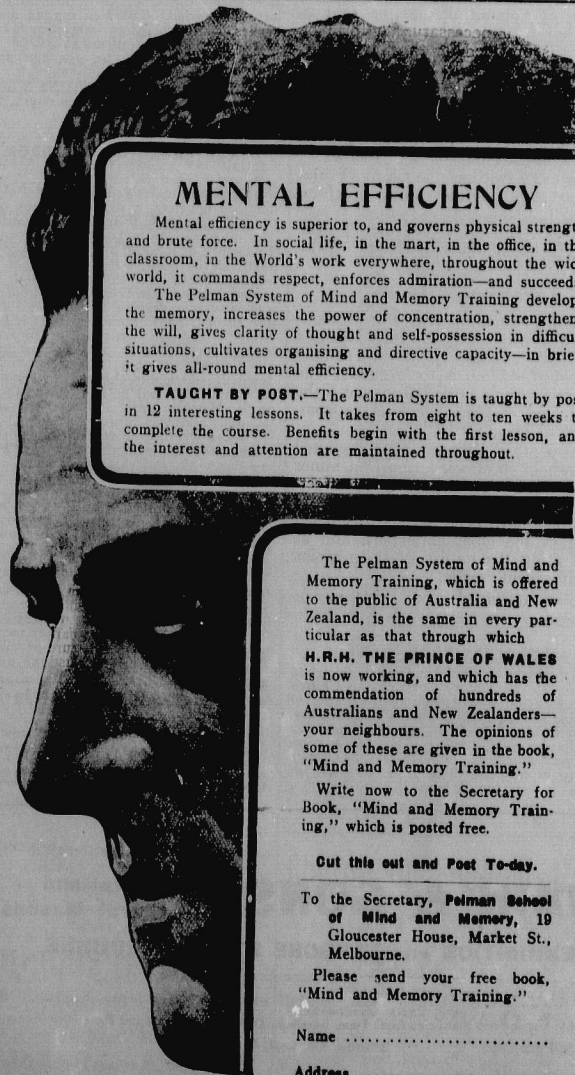 MENTAL EFFICIENCY
Mental efficiency is superior to, and governs physical strengt
and brute force. In social life, in the mart, in the office, in th
classroom, in the World's work everywhere, throughout the wid
world, it commands respect, enforces admiration—and succeed
The Pelman System of Mind and Memory Training develop
the memory, increases the power of concentration, strengthen
the will, gives clarity of thought and self-possession in difficul
situations, cultivates organising and directive capacity—in brie
it gives all-round mental efficiency.
TAUGHT BY POST.—The Pelman System is taught by pos
in 12 interesting lessons. It takes from eight to ten weeks t
complete the course. Benefits begin with the first lesson, an
the interest and attention are maintained throughout.
The Pelman System of Mind and
Memory Training, which is offered
to the public of Australia and New
Zealand, is the same in every par-
ticular as that through which
H.R.H. THE PRINCE OF WALES
is now working, and which has the
commendation of hundreds of
Australians and New Zealanders—
your neighbours. The opinions of
some of these are given in the book,
"Mind and Memory Training."
Write now to the Secretary for
Book, "Mind and Memory Train-
ing," which is posted free.
Cut this out and Post To-day.
To the Secretary, Pelman School
of Mind and Memory, 19
Gloucester House, Market St.,
Melbourne.
Please send your free book,
"Mind and Memory Training."
Name ..............................
Address